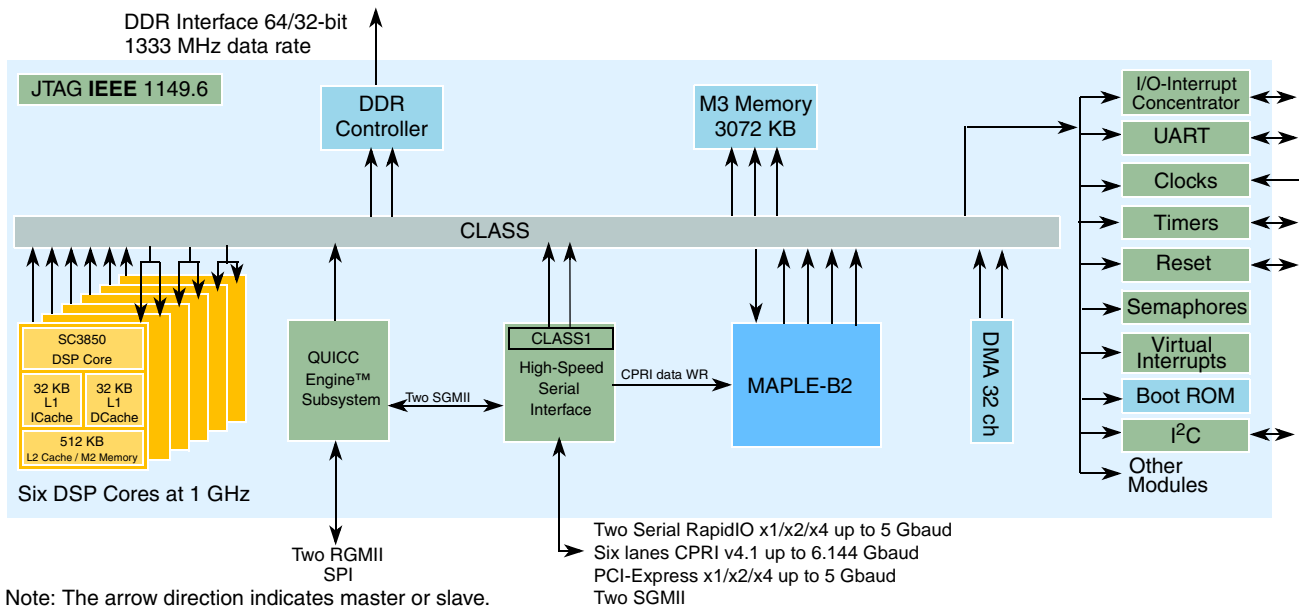 DDR Interface 64/32-bit
1333 MHz data rate
JTAG IEEE 1149.6
DDR
Controller
M3 Memory
3072 KB
I/O-Interrupt
Concentrator
UART
Clocks
Timers
Reset
Semaphores
Virtual
Interrupts
Boot ROM
I²C
Other
Modules
CLASS
SC3850
DSP Core
32 KB
L1
ICache
32 KB
L1
DCache
512 KB
L2 Cache / M2 Memory
Six DSP Cores at 1 GHz
QUICC
Engine™
Subsystem
Two SGMII
CLASS1
High-Speed
Serial
Interface
CPRI data WR
MAPLE-B2
DMA 32 ch
Two RGMII
SPI
Two Serial RapidIO x1/x2/x4 up to 5 Gbaud
Six lanes CPRI v4.1 up to 6.144 Gbaud
PCI-Express x1/x2/x4 up to 5 Gbaud
Two SGMII
Note: The arrow direction indicates master or slave.